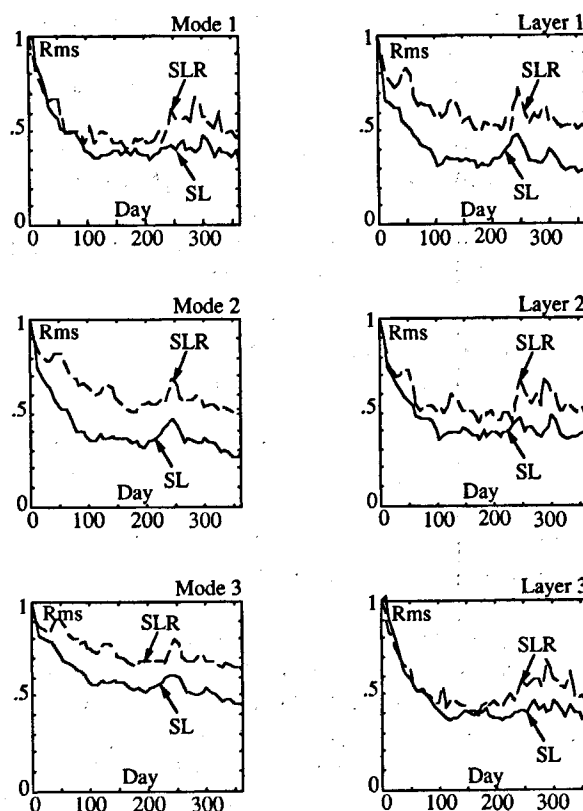 Mode 1
1
Rms
SLR
.5
SL
Day
0
0 100 200 300
Layer 1
1
Rms
SLR
.5
SL
Day
0
0 100 200 300
Mode 2
1
Rms
SLR
.5
SL
Day
0
0 100 200 300
Layer 2
1
Rms
SLR
.5
SL
Day
0
0 100 200 300
Mode 3
1
Rms
SLR
.5
SL
Day
0
0 100 200 300
Layer 3
1
Rms
SLR
.5
SL
Day
0
0 100 200 300